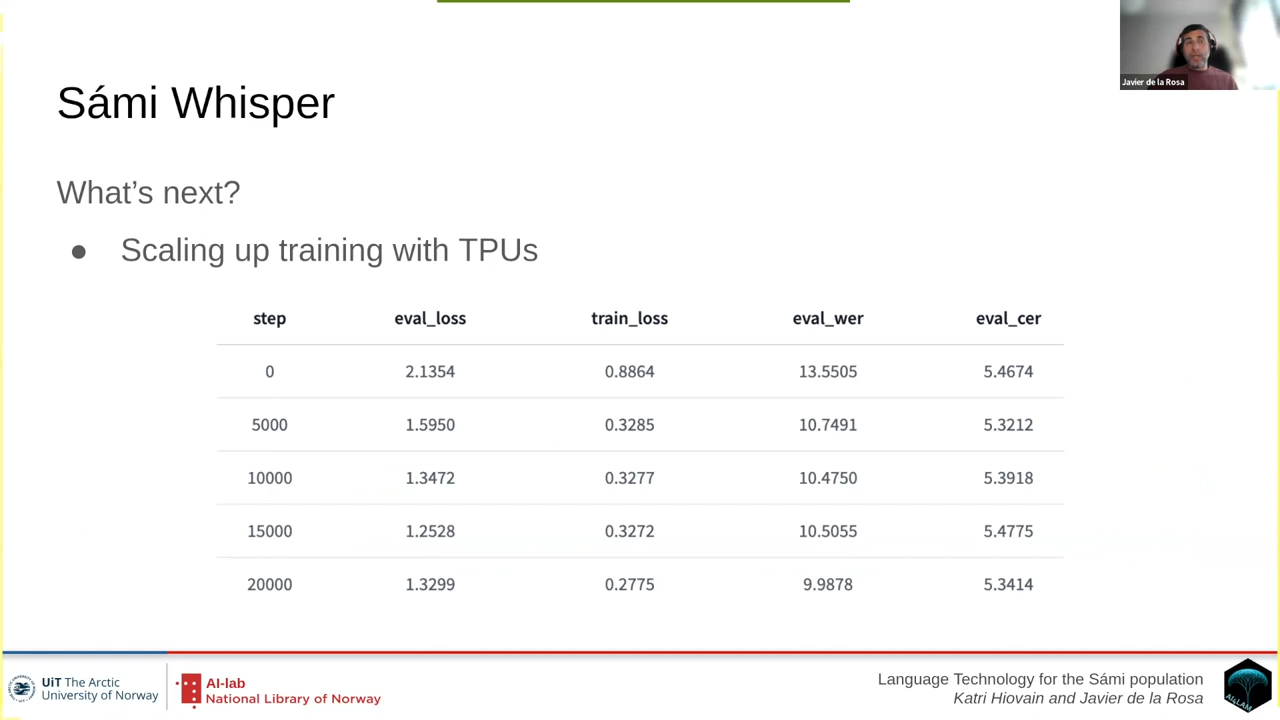 Javier de la Rosa
Sámi Whisper
What's next?
● Scaling up training with TPUs
step eval_loss train_loss eval_wer eval_cer
0 2.1354 0.8864 13.5505 5.4674
5000 1.5950 0.3285 10.7491 5.3212
10000 1.3472 0.3277 10.4750 5.3918
15000 1.2528 0.3272 10.5055 5.4775
20000 1.3299 0.2775 9.9878 5.3414
UiT The Arctic
University of Norway
AI-lab
National Library of Norway
Language Technology for the Sámi population
Katri Hiovain and Javier de la Rosa
AI4LAM